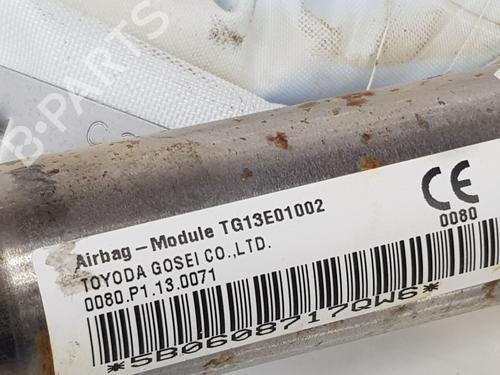 B-PARTS
Airbag - Module TG13E01002
TOYODA GOSEI CO.,LTD.
0080.P1.13.0071
*5B0608717QW6*
CE
0080